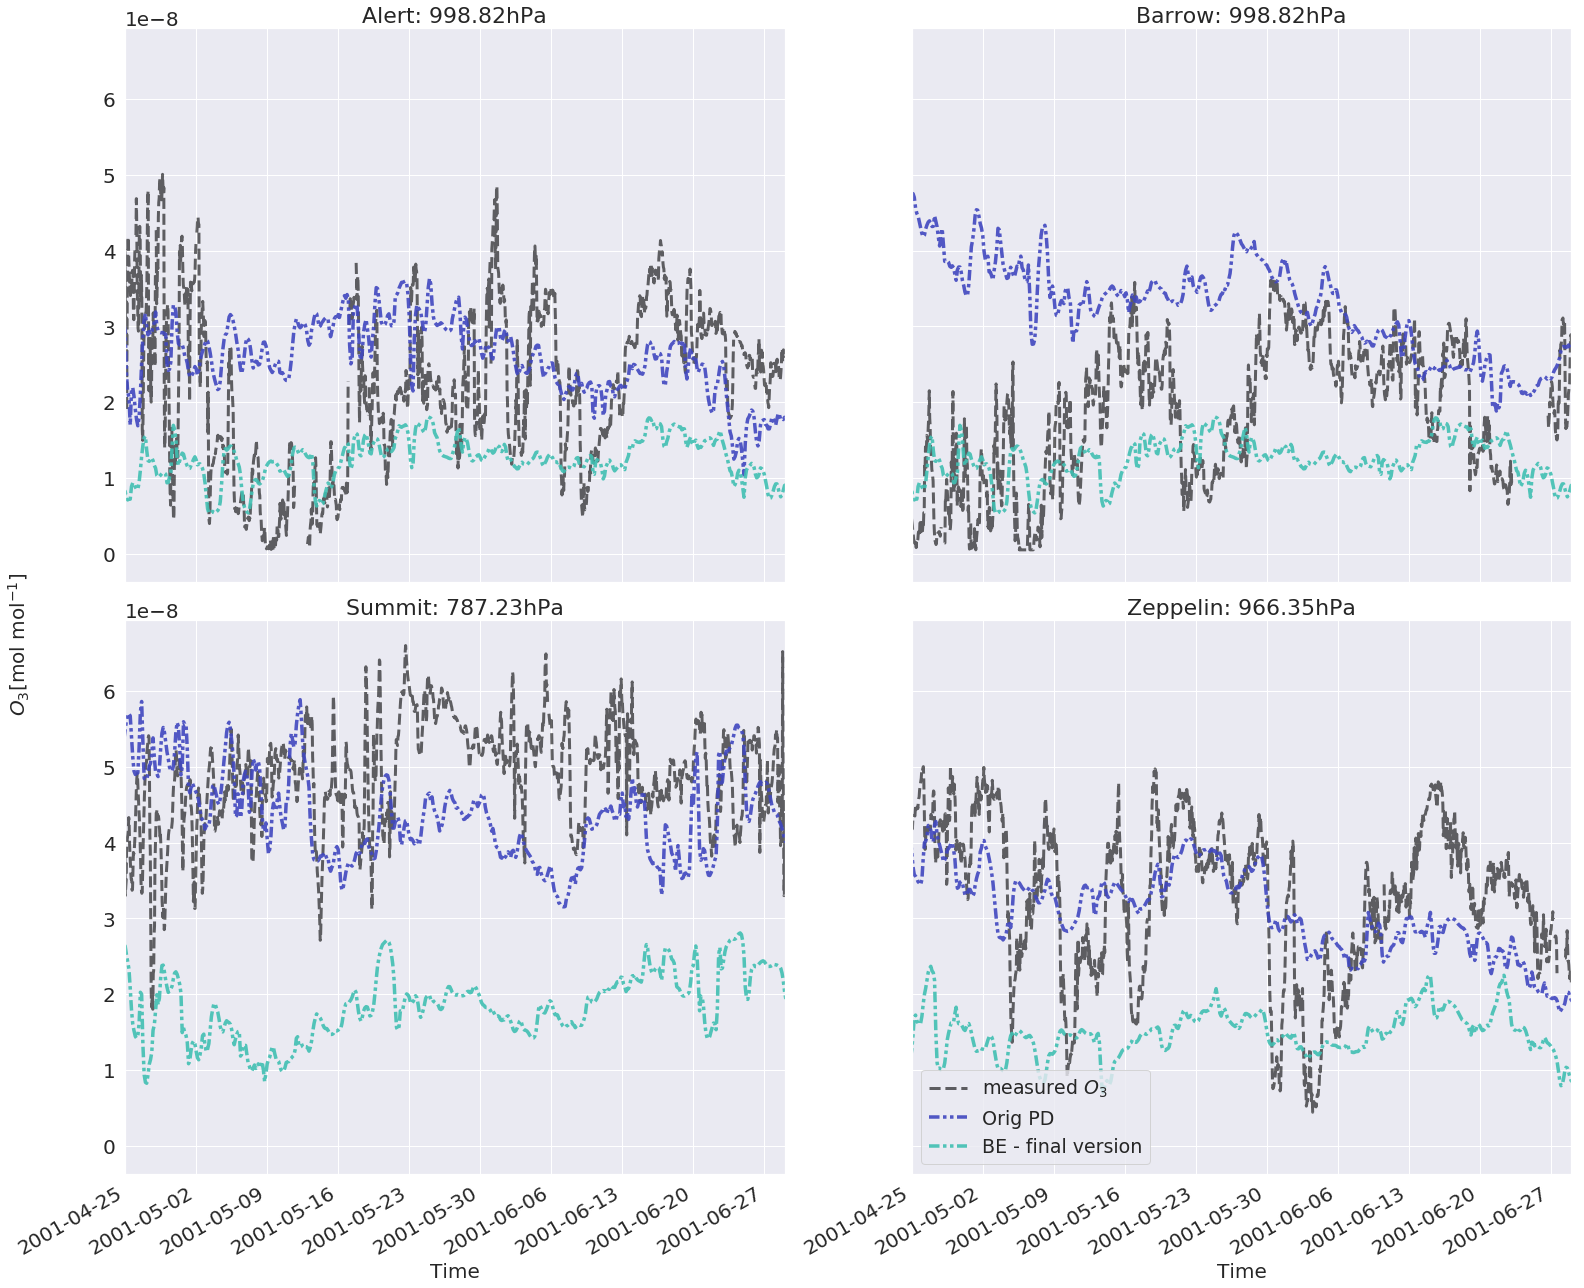 Alert: 998.82hPa
Barrow: 998.82hPa
1e−8
6
5
4
3
2
1
0
O₃[mol mol⁻¹]
Summit: 787.23hPa
Zeppelin: 966.35hPa
1e−8
6
5
4
3
2
1
0
measured O₃
Orig PD
BE - final version
2001-04-25
2001-05-02
2001-05-09
2001-05-16
2001-05-23
2001-05-30
2001-06-06
2001-06-13
2001-06-20
2001-06-27
2001-04-25
2001-05-02
2001-05-09
2001-05-16
2001-05-23
2001-05-30
2001-06-06
2001-06-13
2001-06-20
2001-06-27
Time
Time